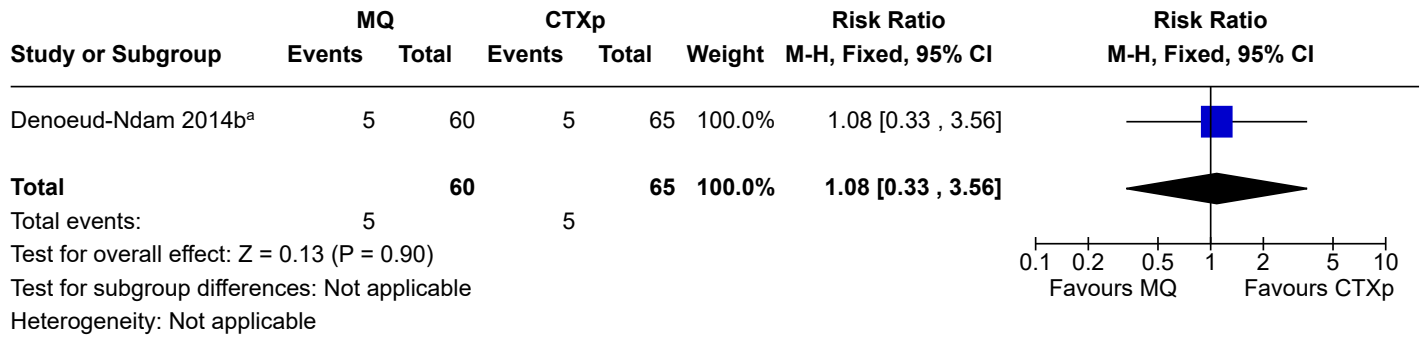 MQ CTXp Risk Ratio Risk Ratio
Study or Subgroup Events Total Events Total Weight M-H, Fixed, 95% CI M-H, Fixed, 95% CI
Denoeud-Ndam 2014bᵃ 5 60 5 65 100.0% 1.08 [0.33 , 3.56]
Total 60 65 100.0% 1.08 [0.33 , 3.56]
Total events: 5 5
Test for overall effect: Z = 0.13 (P = 0.90)
Test for subgroup differences: Not applicable
Heterogeneity: Not applicable
0.1 0.2 0.5 1 2 5 10
Favours MQ Favours CTXp